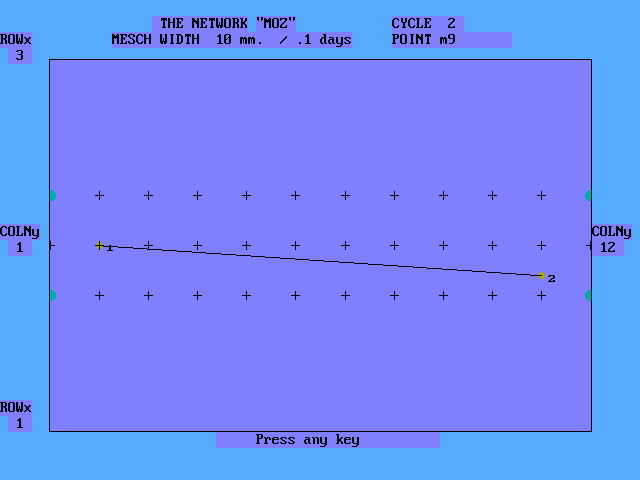 THE NETWORK "MOZ" CYCLE 2
MESCH WIDTH 10 mm. / .1 days POINT m9
ROWx
3
COLNy
1
COLNy
12
1
2
ROWx
1
Press any key